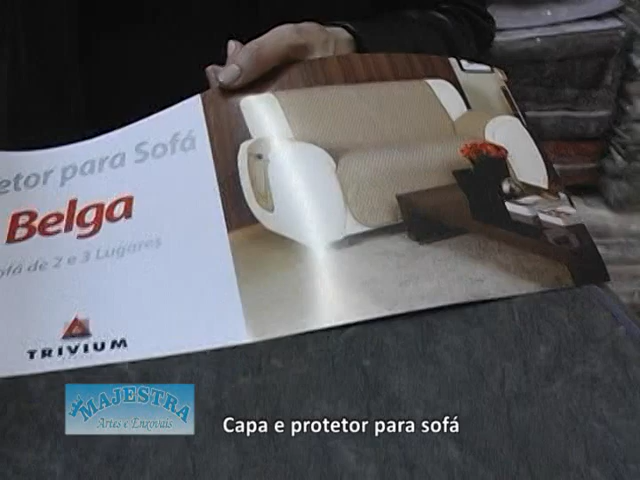 etor para Sofá
Belga
ofá de 2 e 3 Lugares
TRIVIUM
MAJESTRA
Artes e Enxovais
Capa e protetor para sofá